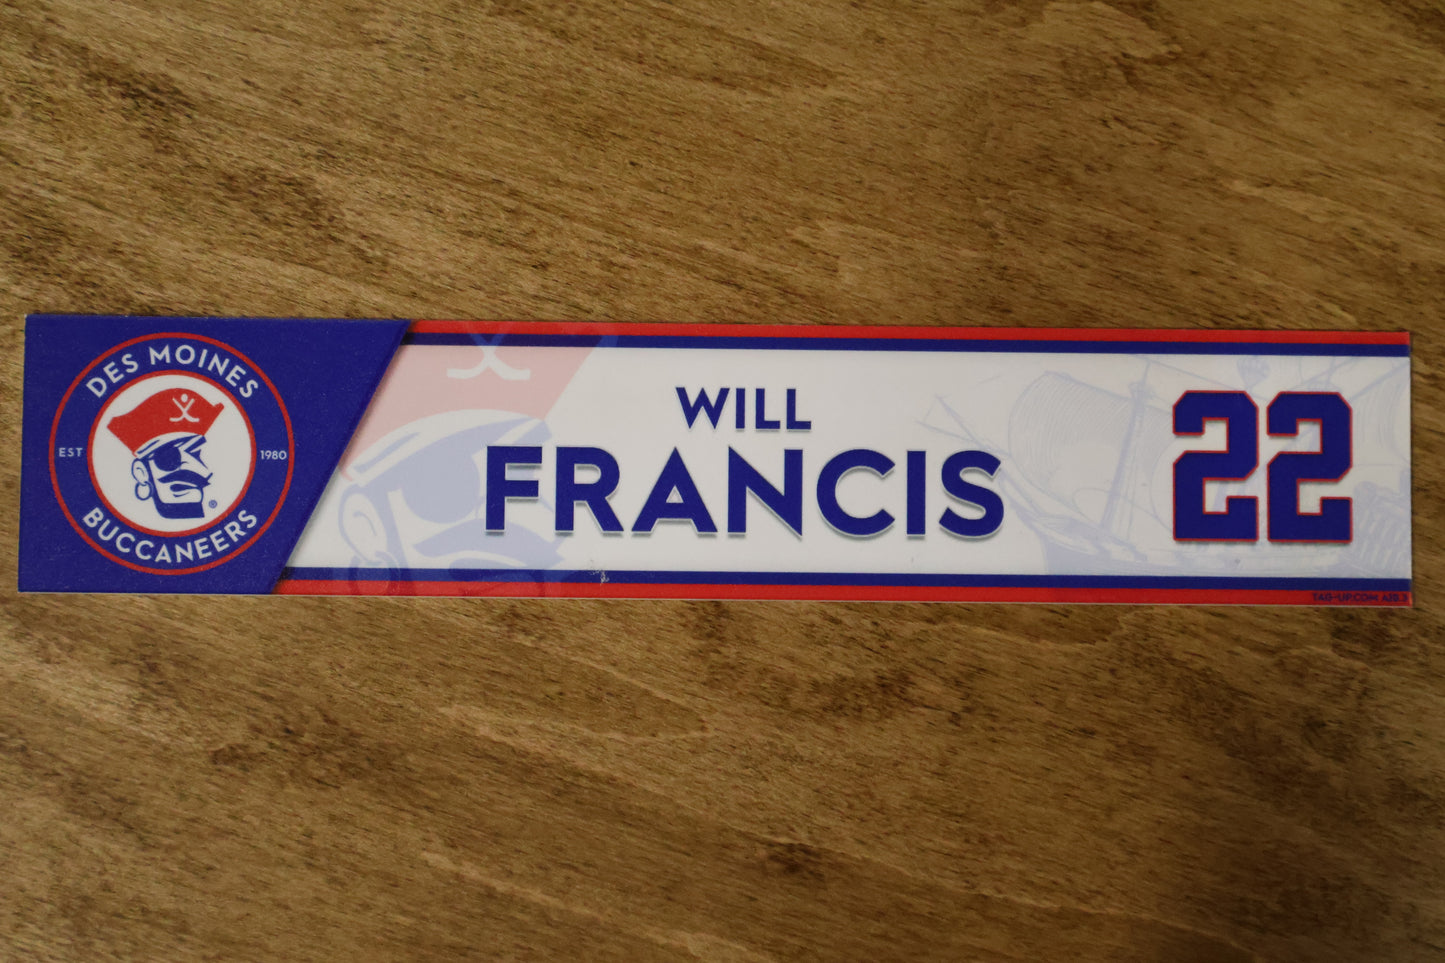 DES MOINES
EST 1980
BUCCANEERS
®
WILL
FRANCIS
22